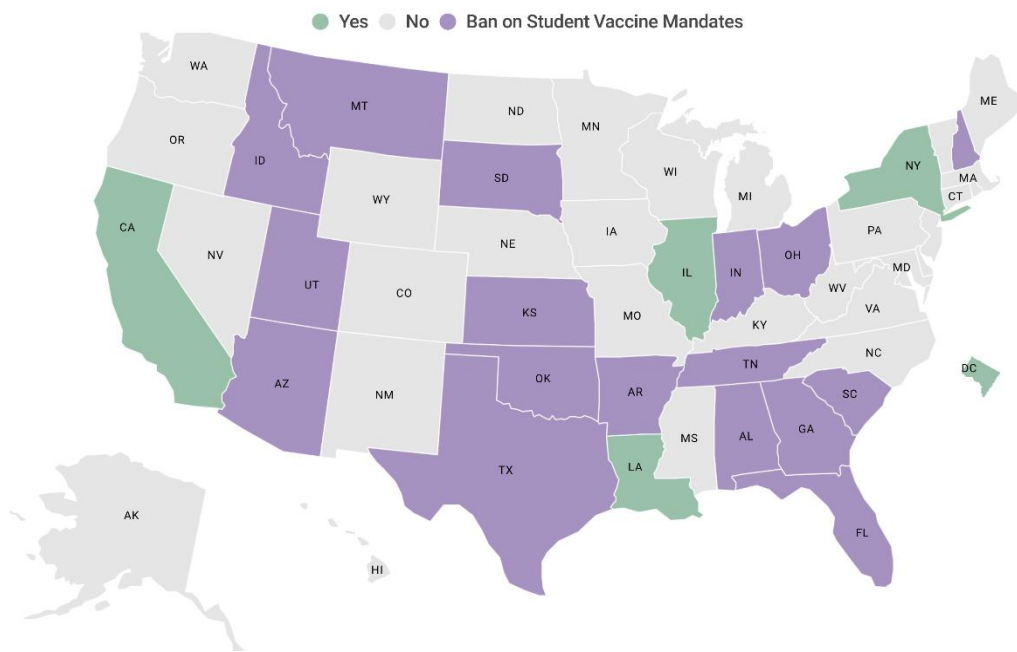 Yes No Ban on Student Vaccine Mandates
WA
MT
ND
MN
ME
OR
ID
SD
WI
MI
NY
MA
CT
WY
CA
NV
UT
CO
NE
IA
IL
IN
OH
PA
MD
WV
VA
KS
MO
KY
NC
DC
AZ
NM
OK
AR
TN
SC
TX
LA
MS
AL
GA
FL
AK
HI